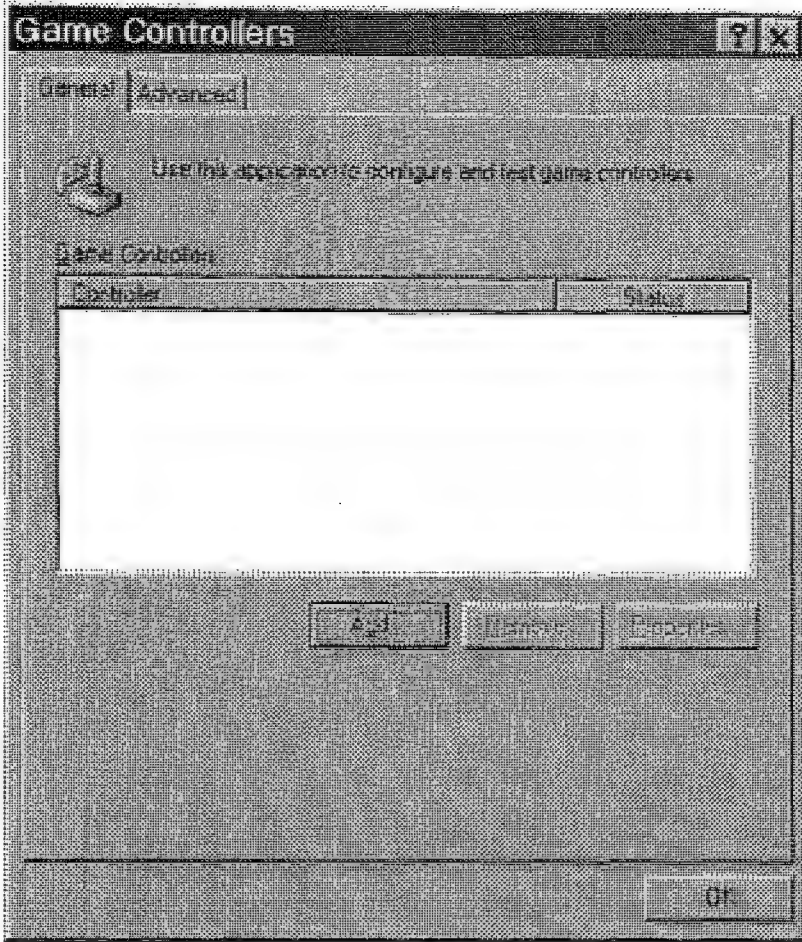 Game Controllers ? X
General Advanced
Use this application to configure and test game controllers.
Game Controllers
Controller Status
Add... Remove Properties
OK